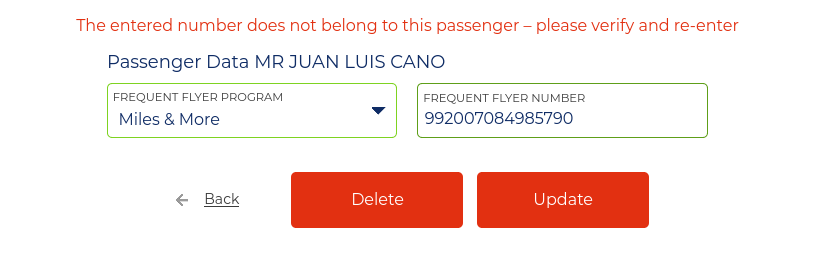 The entered number does not belong to this passenger – please verify and re-enter
Passenger Data MR JUAN LUIS CANO
FREQUENT FLYER PROGRAM
Miles & More
FREQUENT FLYER NUMBER
992007084985790
Back
Delete
Update